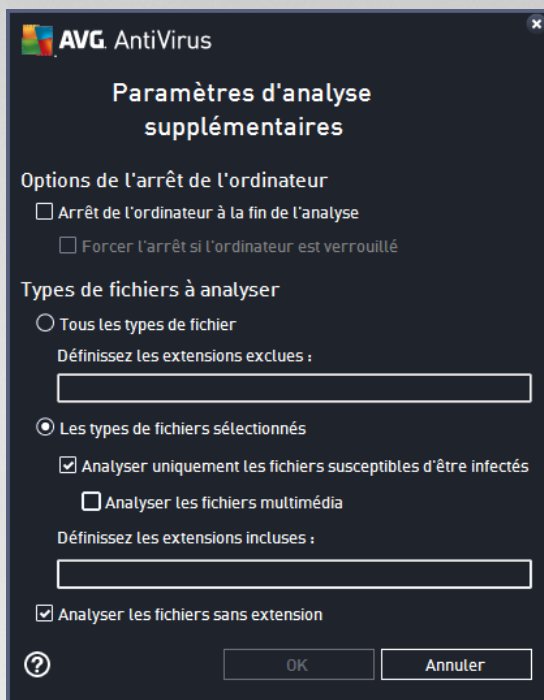 AVG. AntiVirus
Paramètres d'analyse
supplémentaires
Options de l'arrêt de l'ordinateur
Arrêt de l'ordinateur à la fin de l'analyse
Forcer l'arrêt si l'ordinateur est verrouillé
Types de fichiers à analyser
Tous les types de fichier
Définissez les extensions exclues :
Les types de fichiers sélectionnés
Analyser uniquement les fichiers susceptibles d'être infectés
Analyser les fichiers multimédia
Définissez les extensions incluses :
Analyser les fichiers sans extension
? OK Annuler